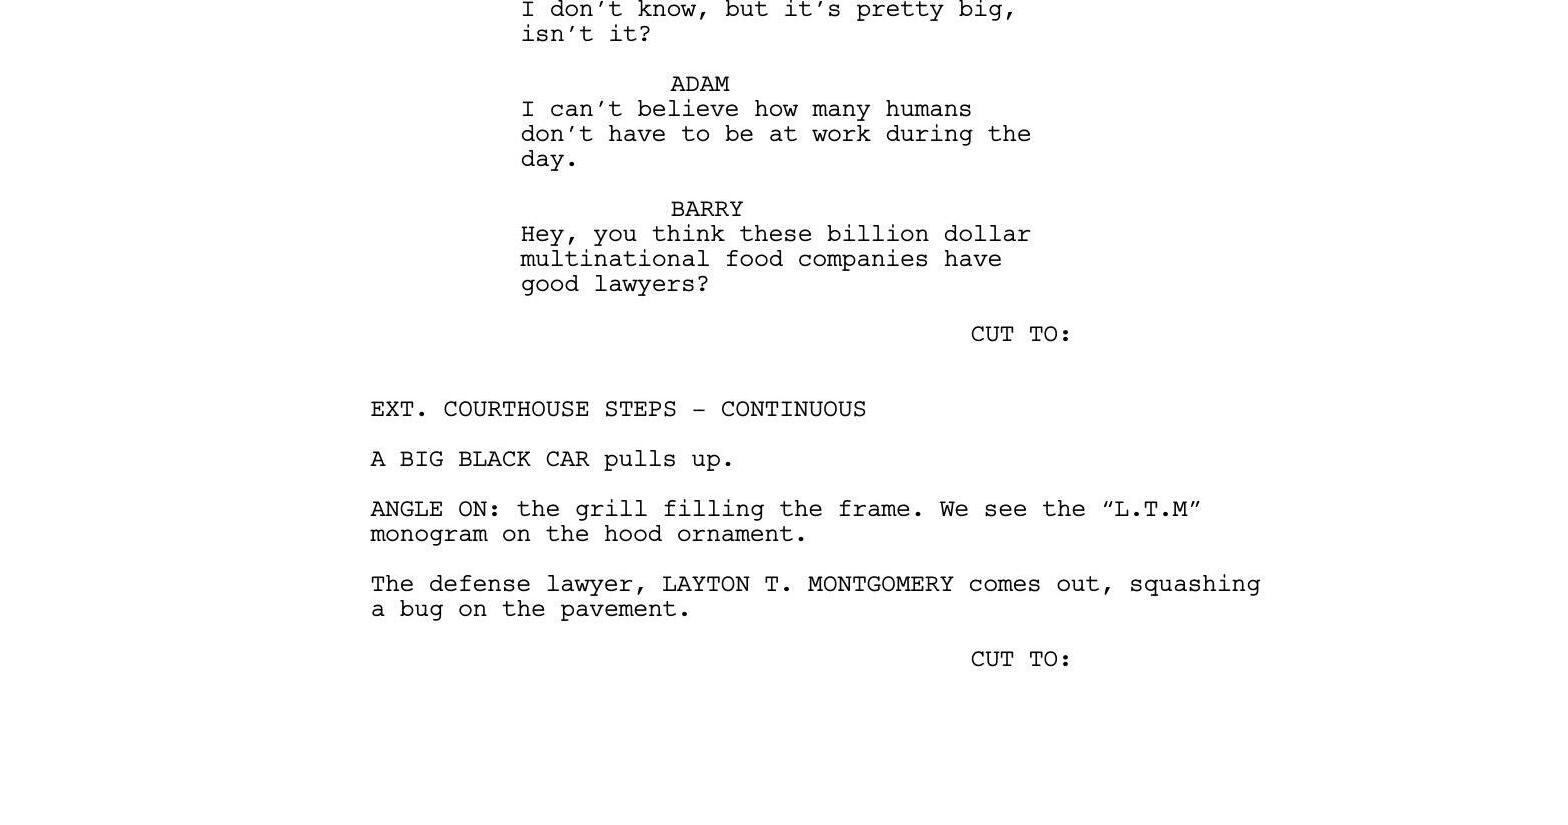 I don't know, but it's pretty big,
isn't it?
ADAM
I can't believe how many humans
don't have to be at work during the
day.
BARRY
Hey, you think these billion dollar
multinational food companies have
good lawyers?
CUT TO:
EXT. COURTHOUSE STEPS – CONTINUOUS
A BIG BLACK CAR pulls up.
ANGLE ON: the grill filling the frame. We see the “L.T.M”
monogram on the hood ornament.
The defense lawyer, LAYTON T. MONTGOMERY comes out, squashing
a bug on the pavement.
CUT TO: